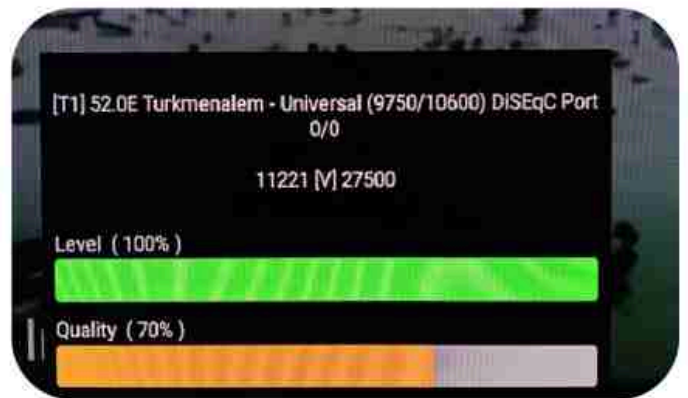 [T1] 52.0E Turkmenalem - Universal (9750/10600) DiSEqC Port
0/0
11221 [V] 27500
Level ( 100% )
Quality ( 70% )